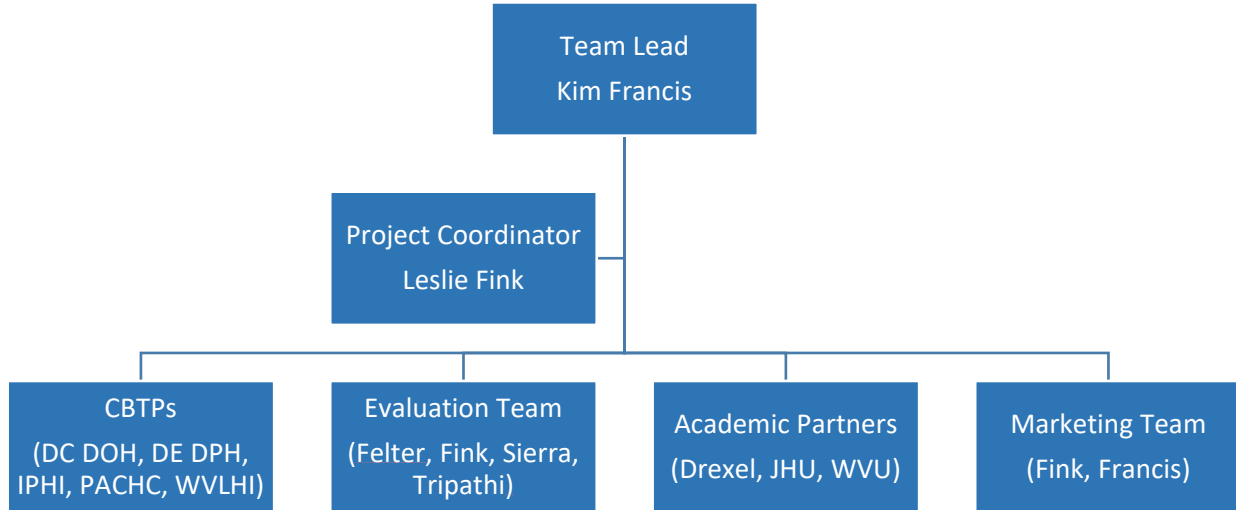 Team Lead
Kim Francis
Project Coordinator
Leslie Fink
CBTPs
(DC DOH, DE DPH,
IPHI, PACHC, WVLHI)
Evaluation Team
(Felter, Fink, Sierra,
Tripathi)
Academic Partners
(Drexel, JHU, WVU)
Marketing Team
(Fink, Francis)